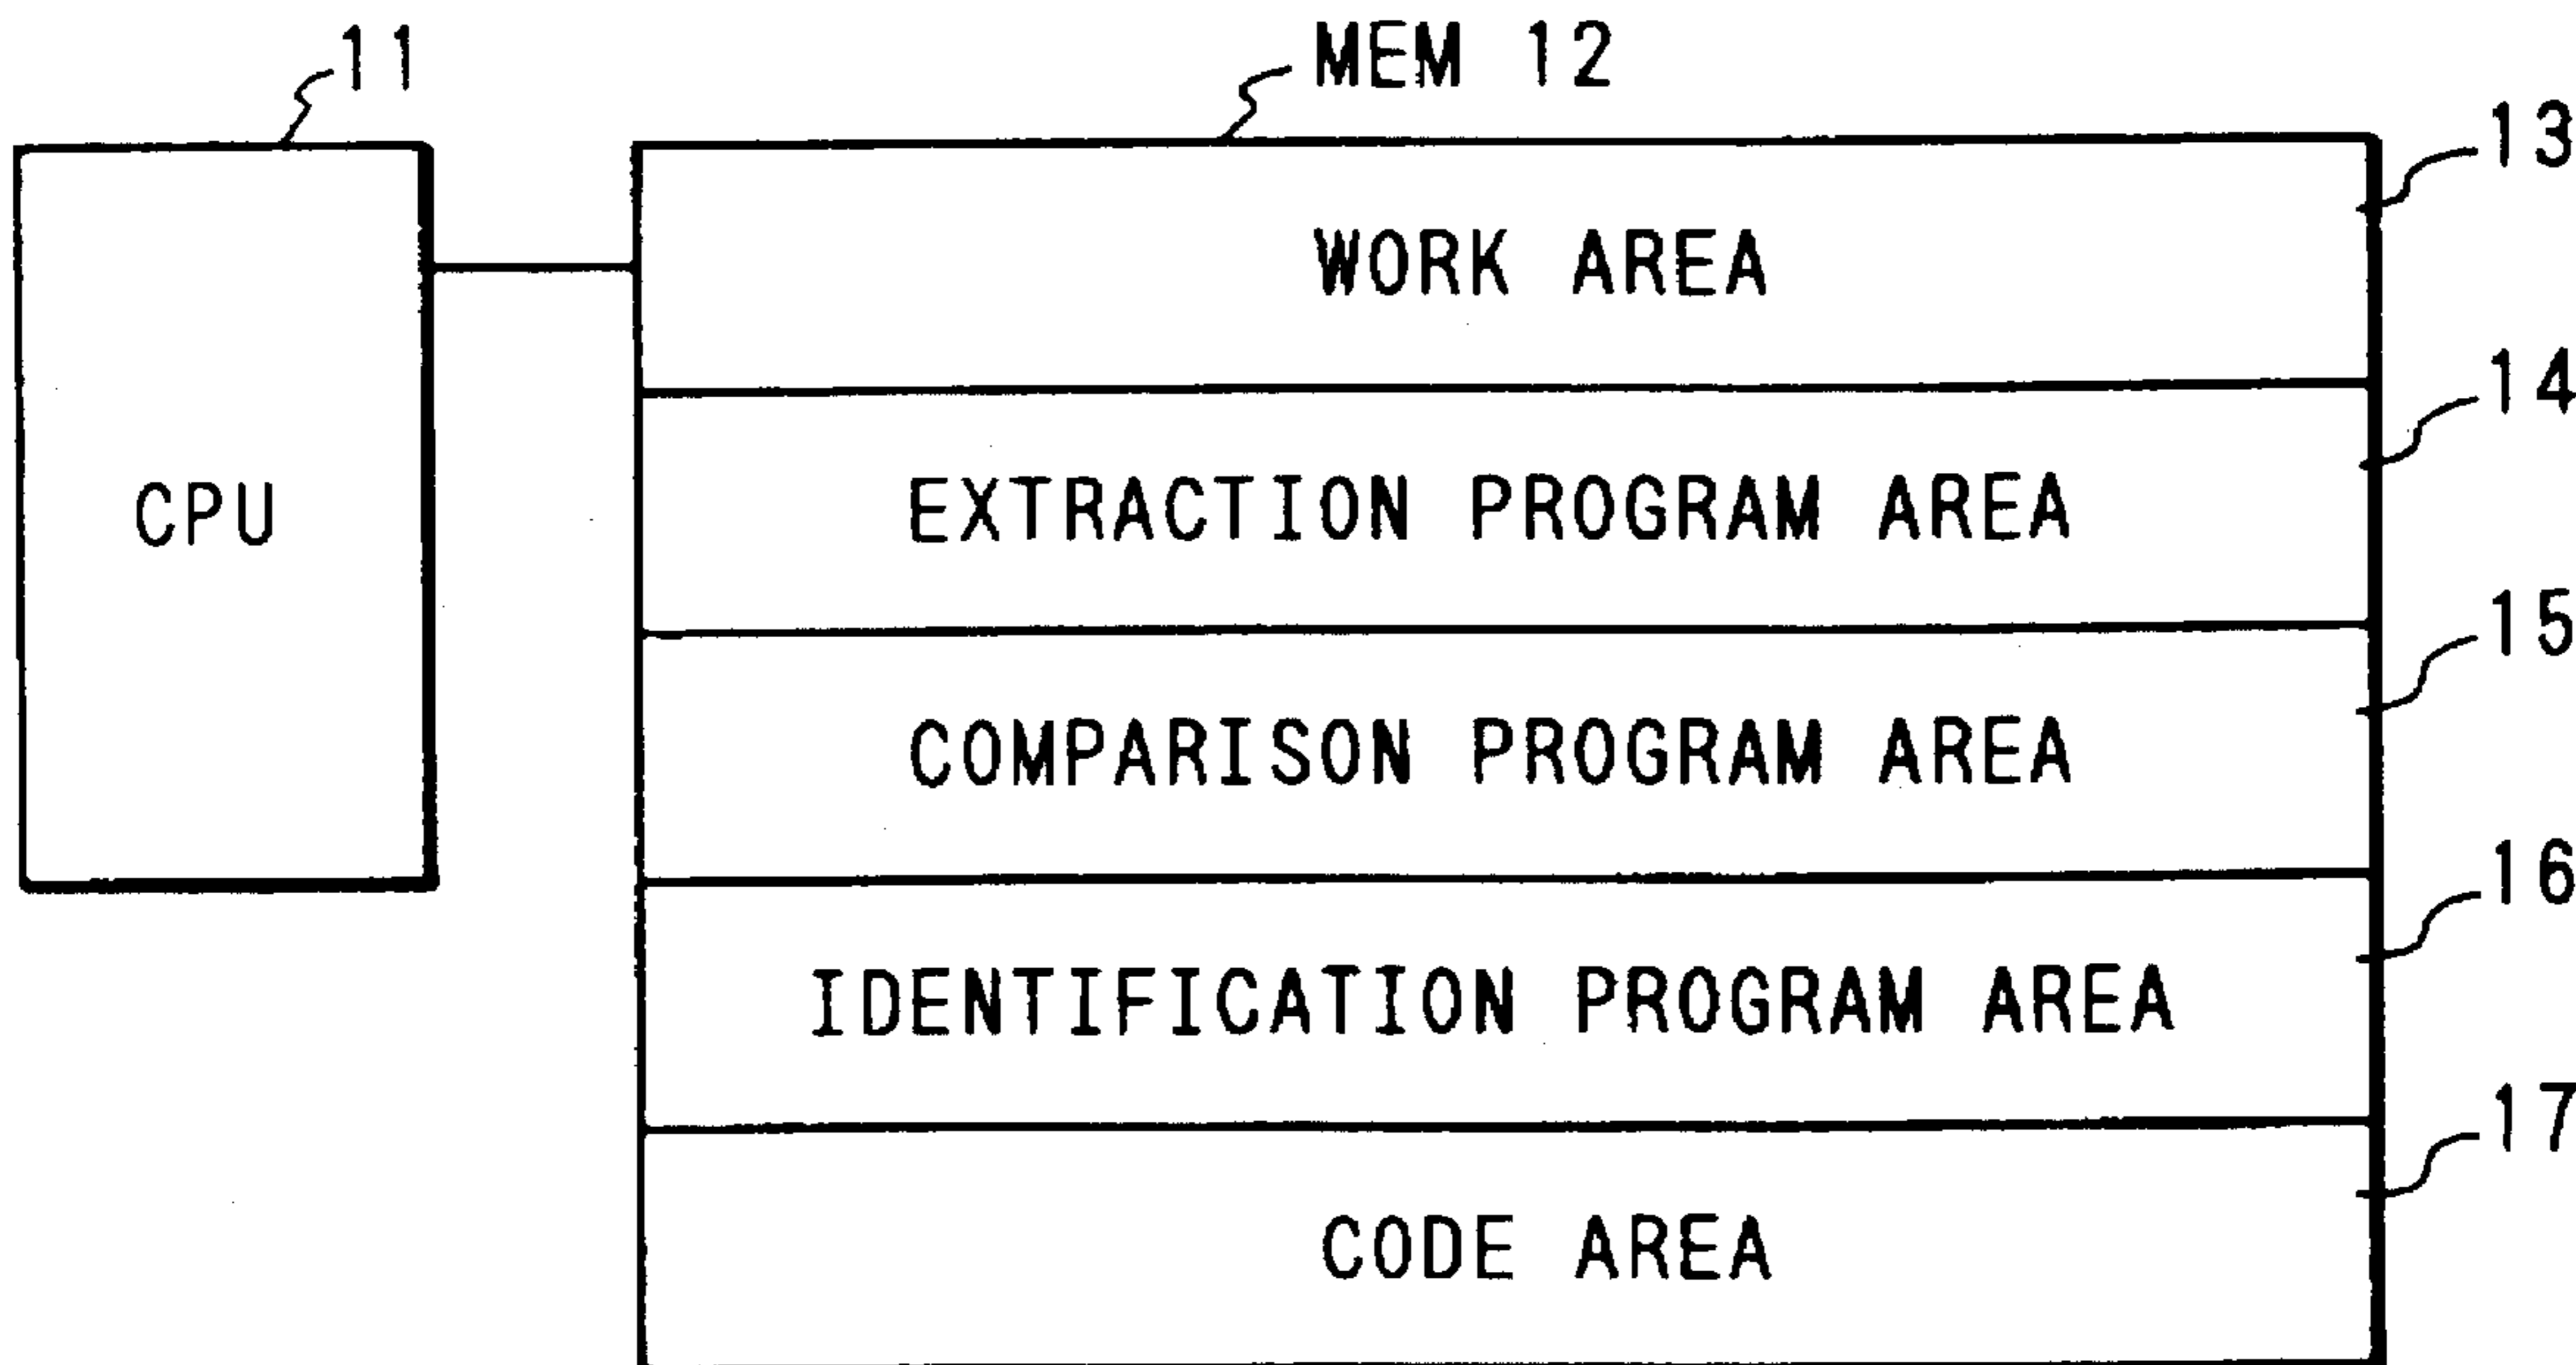 11
MEM 12
13
WORK AREA
14
CPU
EXTRACTION PROGRAM AREA
15
COMPARISON PROGRAM AREA
16
IDENTIFICATION PROGRAM AREA
17
CODE AREA